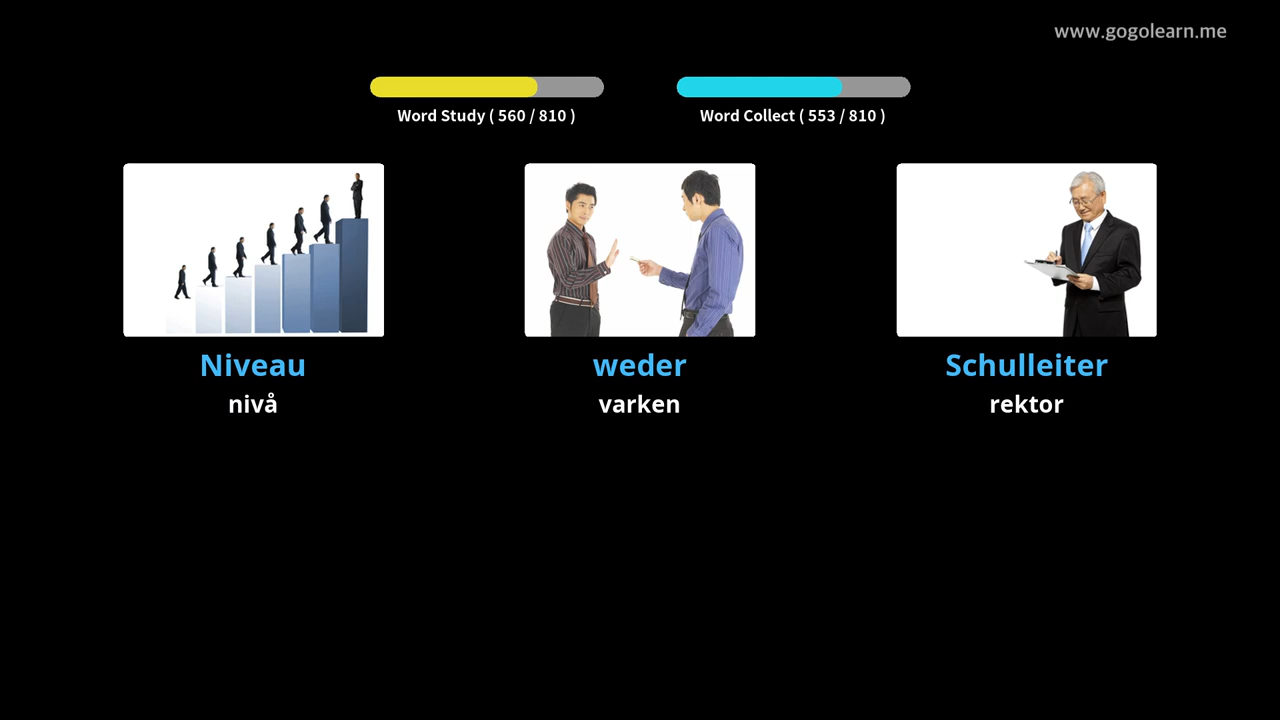 www.gogolearn.me
Word Study ( 560 / 810 )
Word Collect ( 553 / 810 )
Niveau
nivå
weder
varken
Schulleiter
rektor